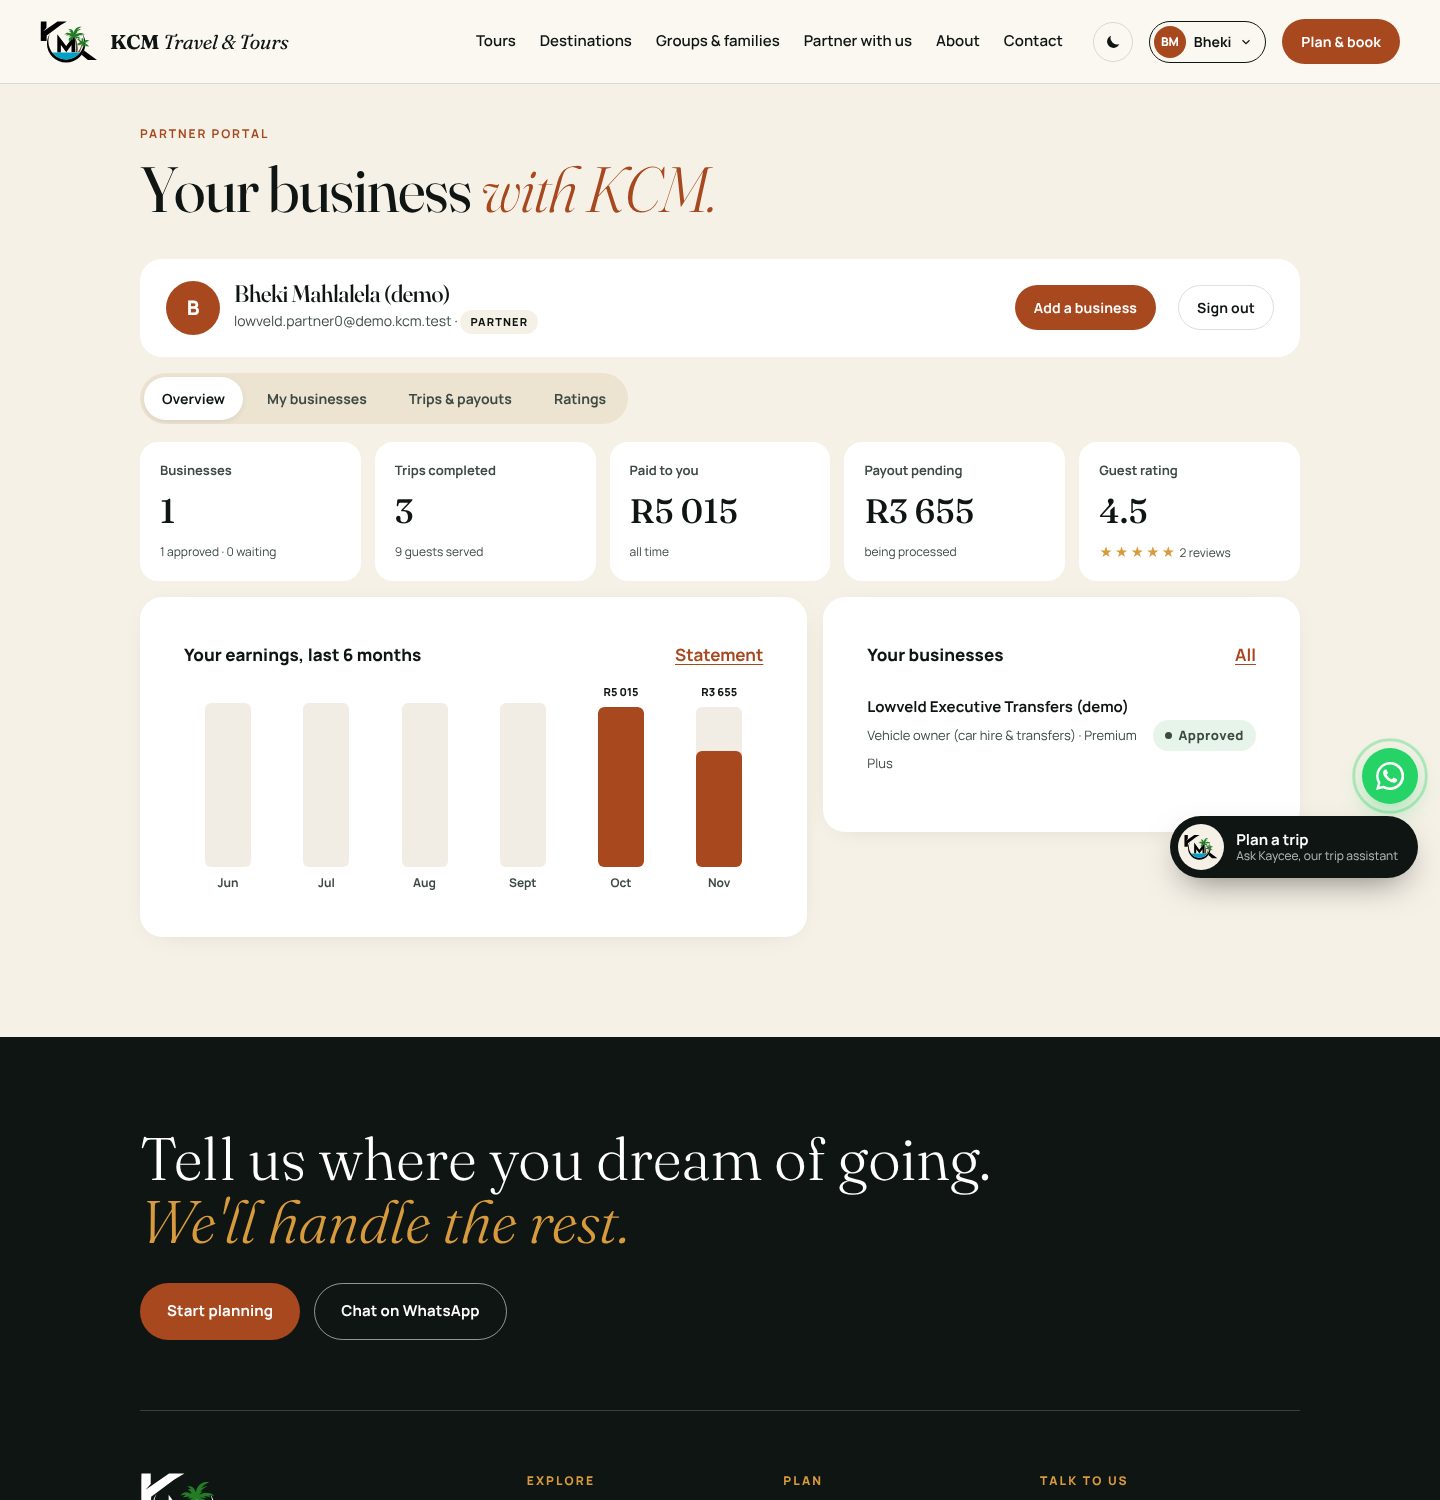 KCM Travel & Tours
Tours
Destinations
Groups & families
Partner with us
About
Contact
BM
Bheki
Plan & book
PARTNER PORTAL
Your business with KCM.
B
Bheki Mahlalela (demo)
lowveld.partner0@demo.kcm.test · PARTNER
Add a business
Sign out
Overview
My businesses
Trips & payouts
Ratings
Businesses
1
1 approved · 0 waiting
Trips completed
3
9 guests served
Paid to you
R5 015
all time
Payout pending
R3 655
being processed
Guest rating
4.5
★★★★★ 2 reviews
Your earnings, last 6 months
Statement
R5 015
R3 655
Jun
Jul
Aug
Sept
Oct
Nov
Your businesses
All
Lowveld Executive Transfers (demo)
Vehicle owner (car hire & transfers) · Premium
Plus
Approved
Plan a trip
Ask Kaycee, our trip assistant
Tell us where you dream of going.
We'll handle the rest.
Start planning
Chat on WhatsApp
EXPLORE
PLAN
TALK TO US